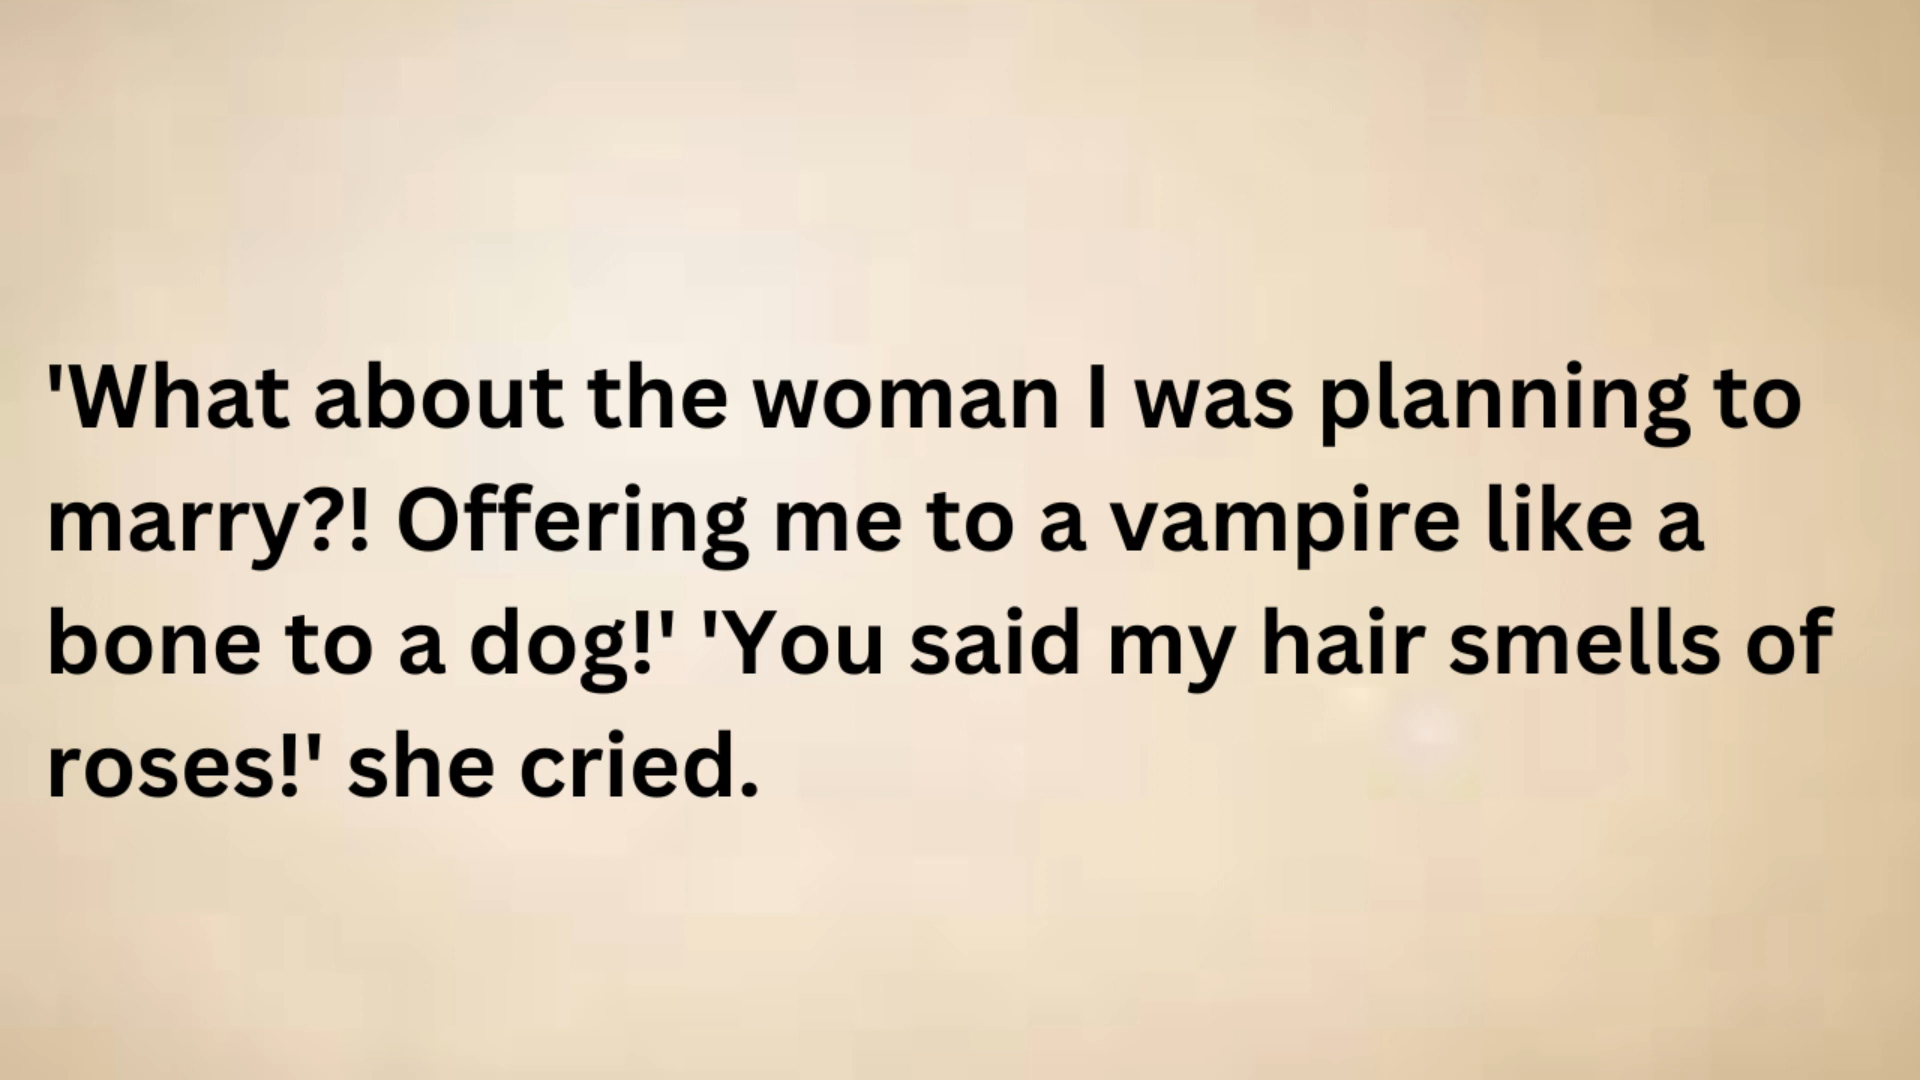 'What about the woman I was planning to
marry?! Offering me to a vampire like a
bone to a dog!' 'You said my hair smells of
roses!' she cried.